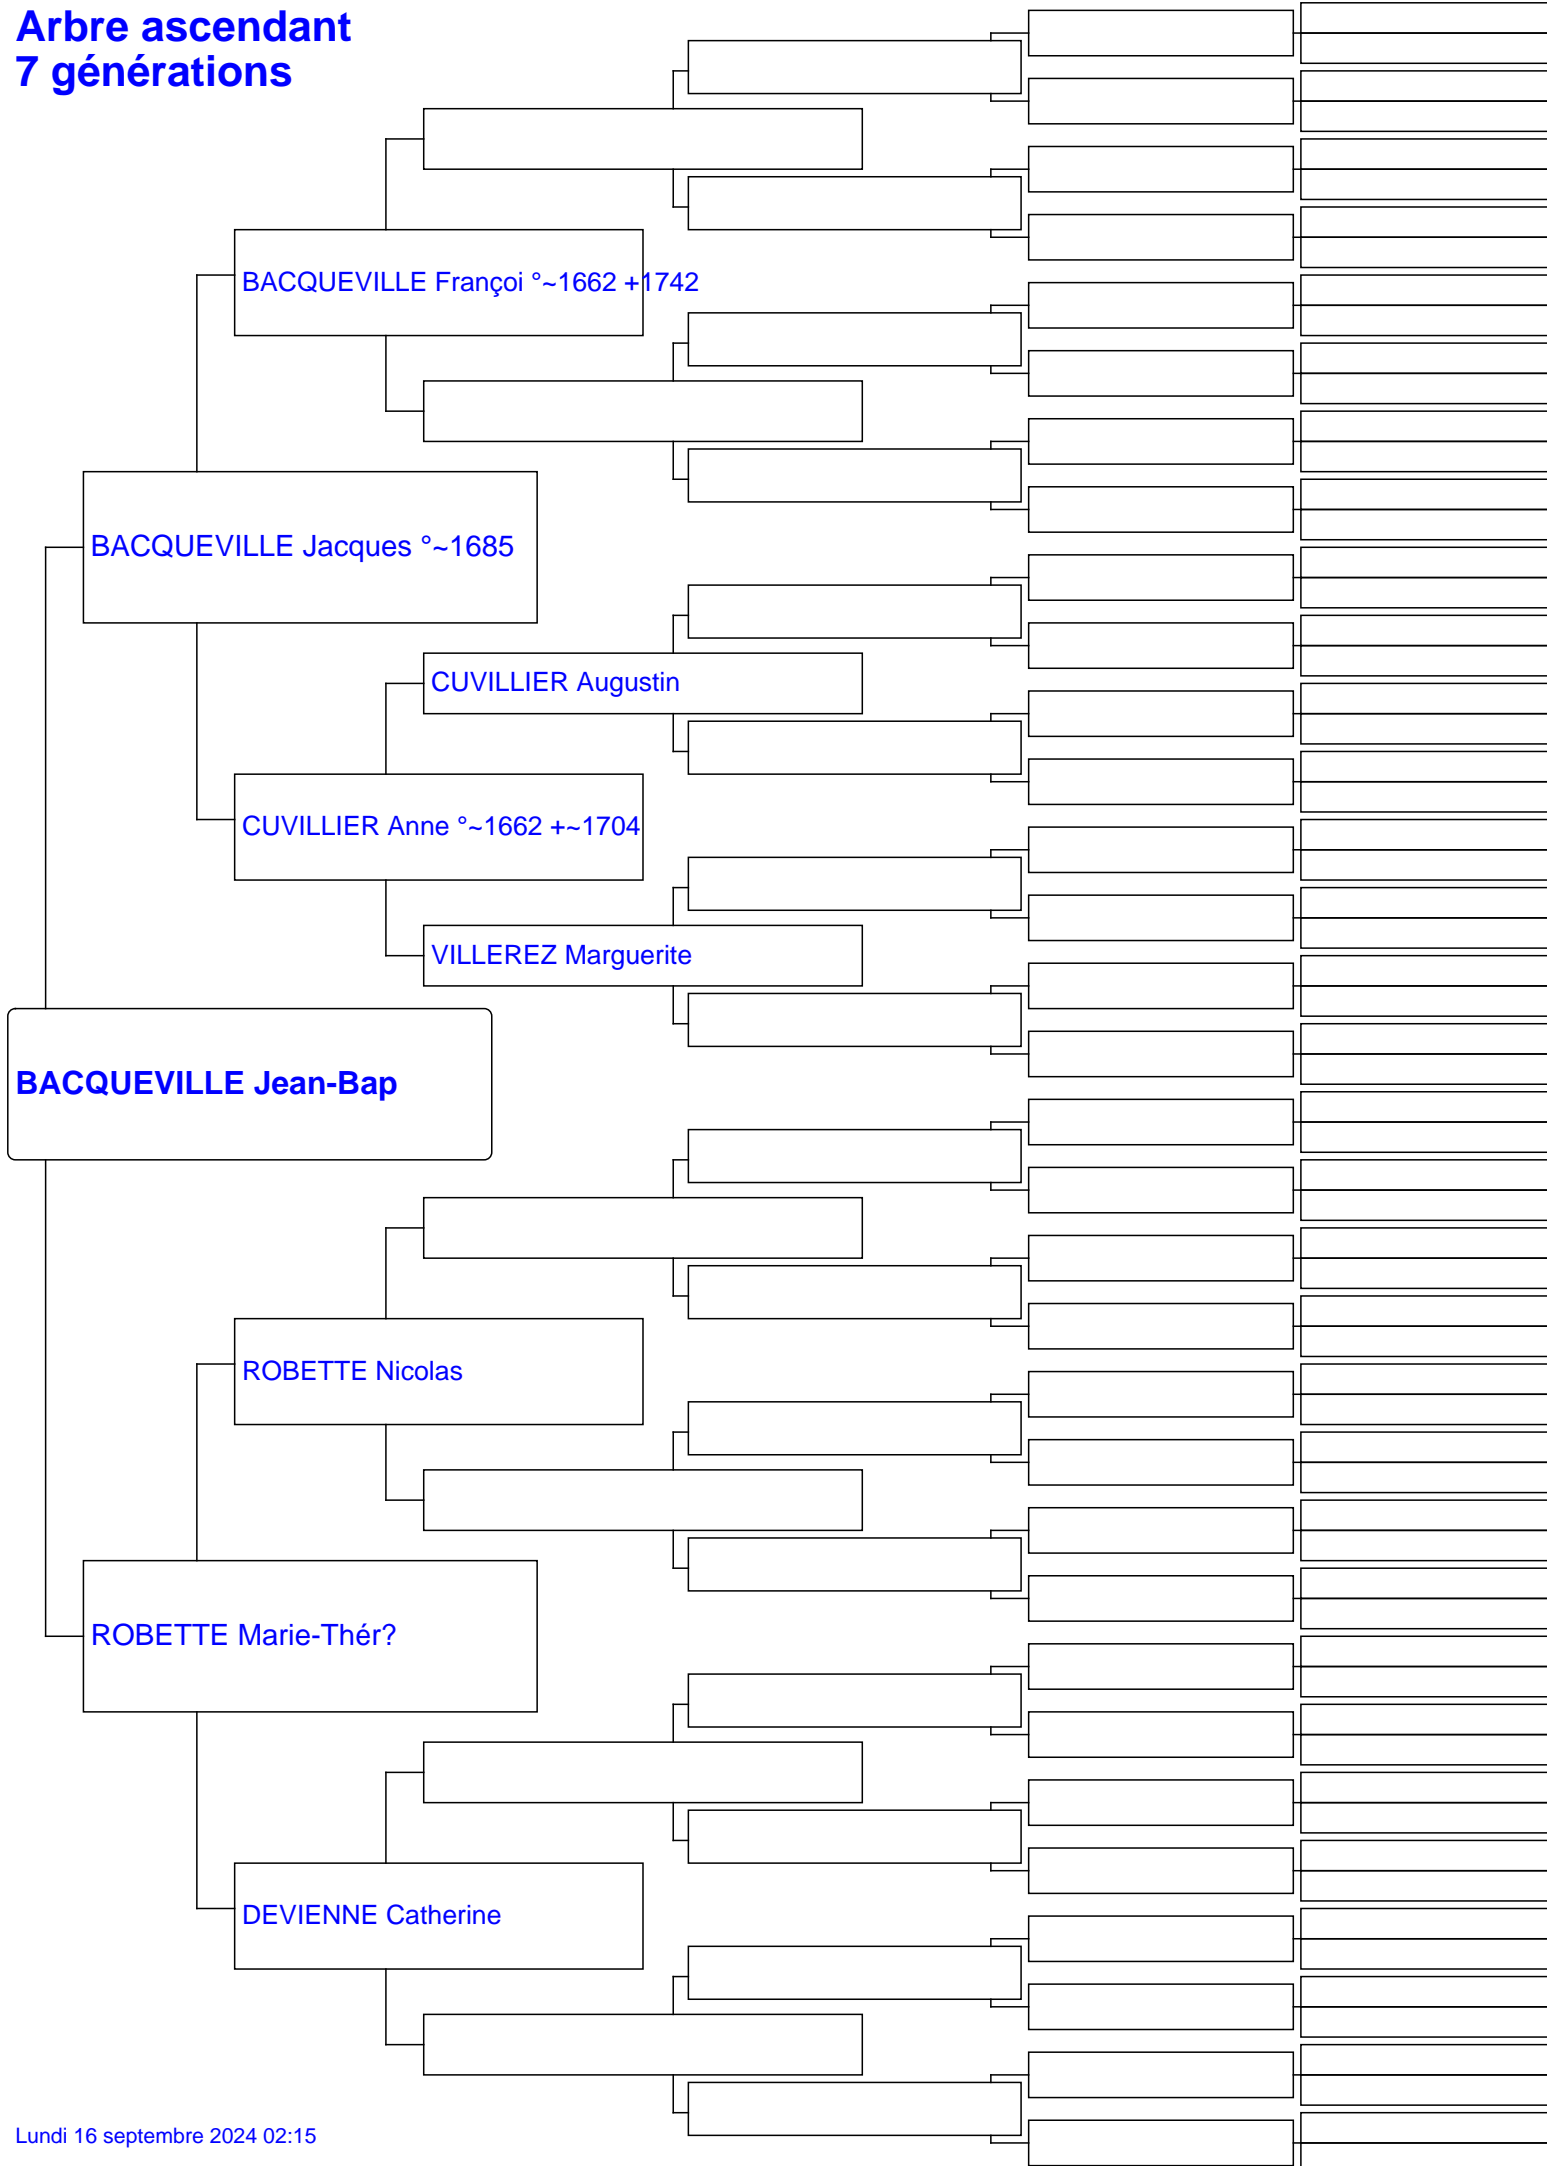 Arbre ascendant
7 générations
BACQUEVILLE Françoi °~1662 +1742
BACQUEVILLE Jacques °~1685
CUVILLIER Augustin
CUVILLIER Anne °~1662 +~1704
VILLEREZ Marguerite
BACQUEVILLE Jean-Bap
ROBETTE Nicolas
ROBETTE Marie-Thér?
DEVIENNE Catherine
Lundi 16 septembre 2024 02:15